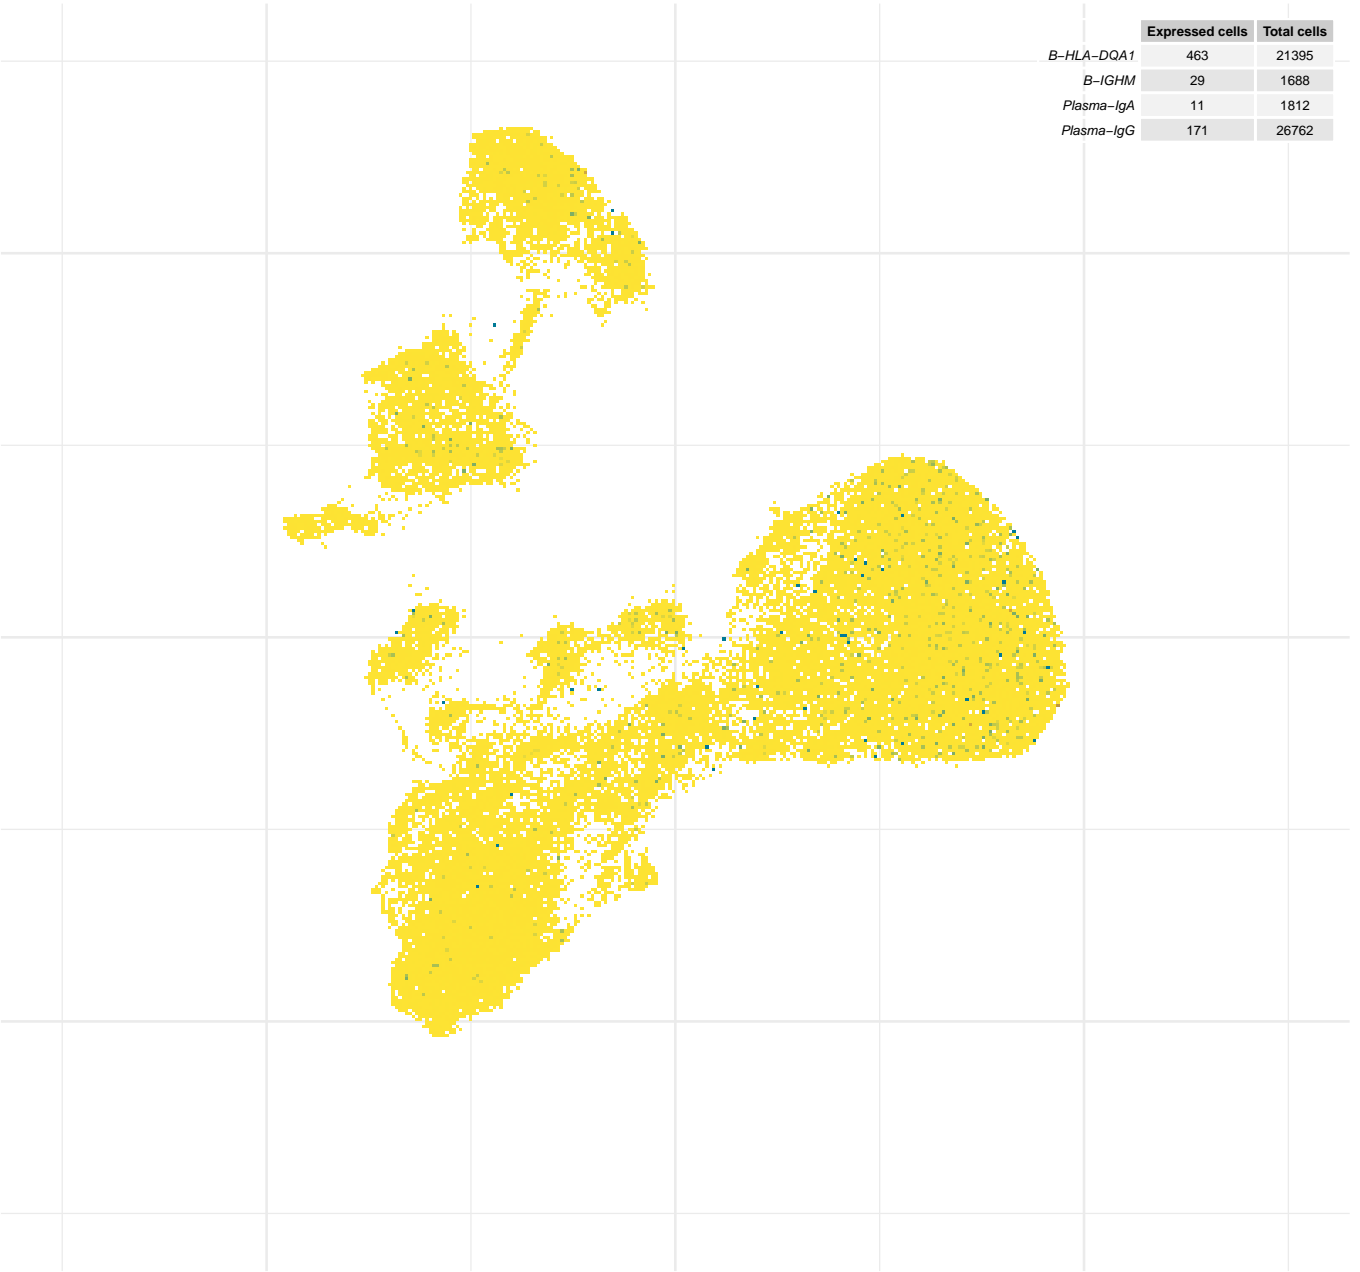 Expressed cells Total cells
B–HLA–DQA1 463 21395
B–IGHM 29 1688
Plasma–IgA 11 1812
Plasma–IgG 171 26762